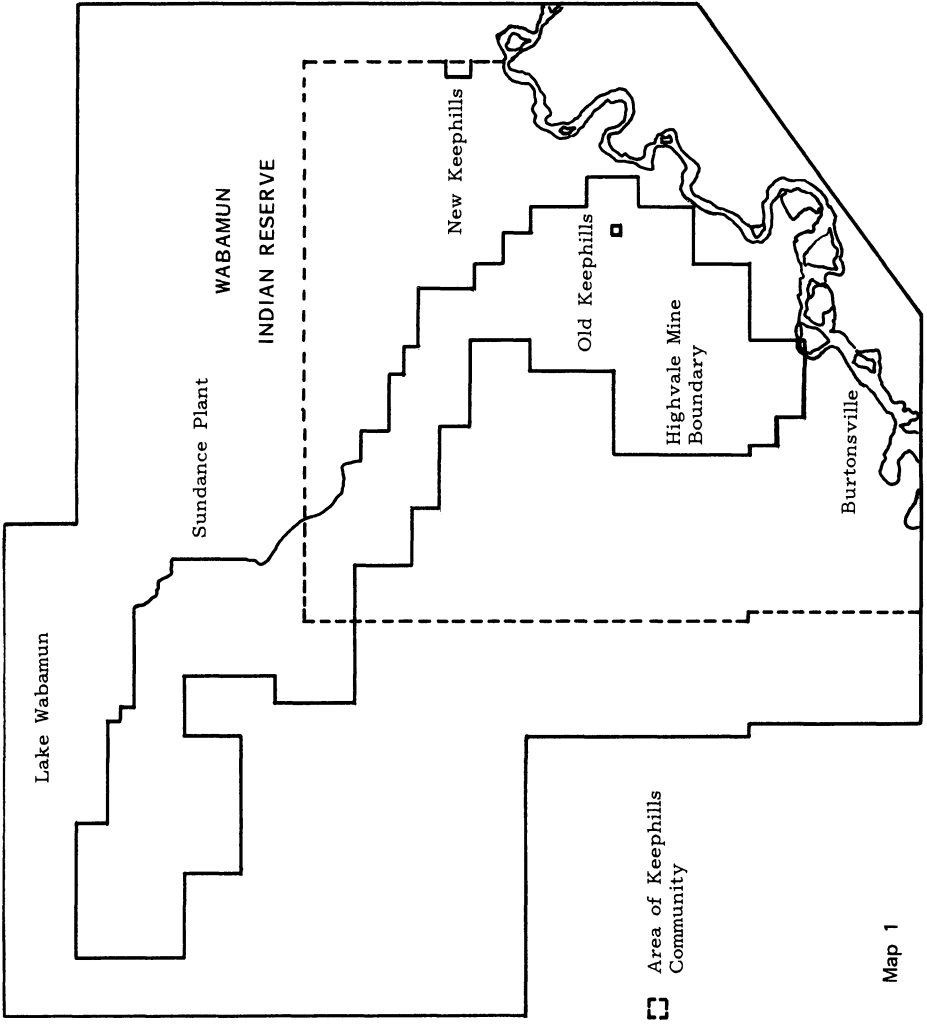 Lake Wabamun
Sundance Plant
WABAMUN
INDIAN RESERVE
New Keephills
Old Keephills
Highvale Mine
Boundary
Burtonsville
Area of Keephills
Community
Map 1